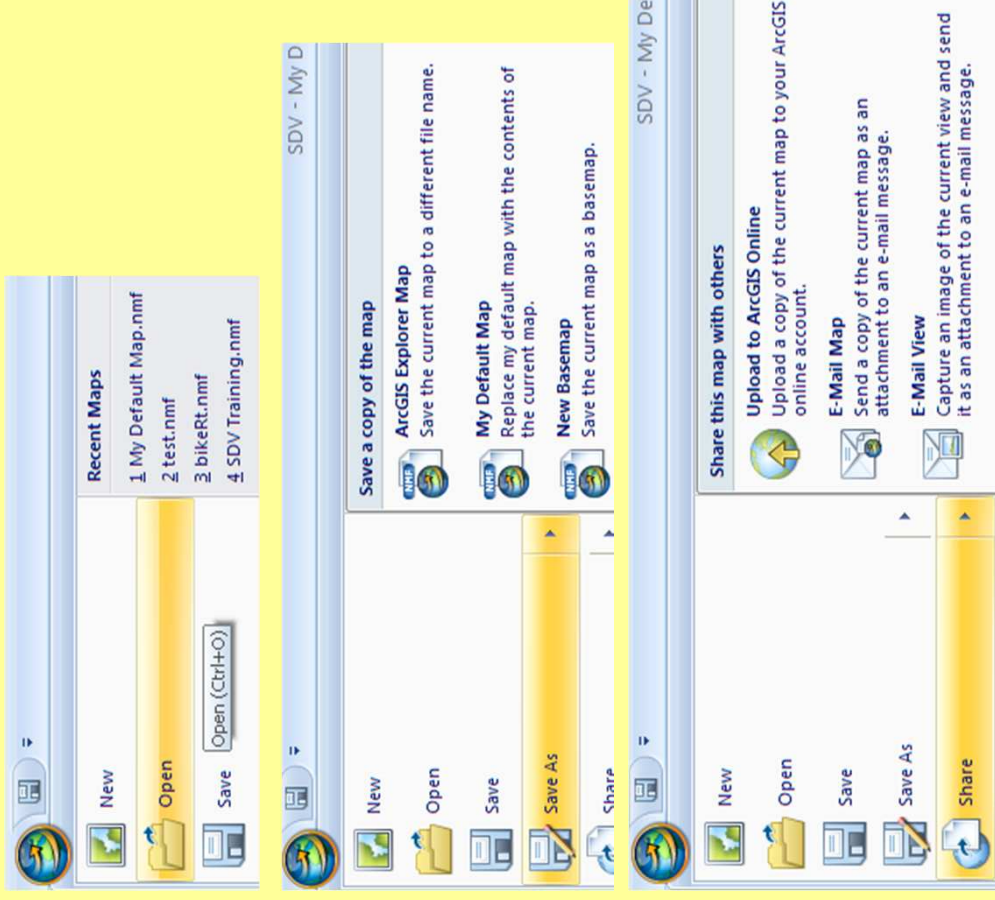 New
Open
Save
Open (Ctrl+O)
Recent Maps
1 My Default Map.nmf
2 test.nmf
3 bikeRt.nmf
4 SDV Training.nmf
SDV - My D
New
Open
Save
Save As
Share
Save a copy of the map
NMF
ArcGIS Explorer Map
Save the current map to a different file name.
NMF
My Default Map
Replace my default map with the contents of
the current map.
NMF
New Basemap
Save the current map as a basemap.
SDV - My De
New
Open
Save
Save As
Share
Share this map with others
Upload to ArcGIS Online
Upload a copy of the current map to your ArcGIS
online account.
E-Mail Map
Send a copy of the current map as an
attachment to an e-mail message.
E-Mail View
Capture an image of the current view and send
it as an attachment to an e-mail message.